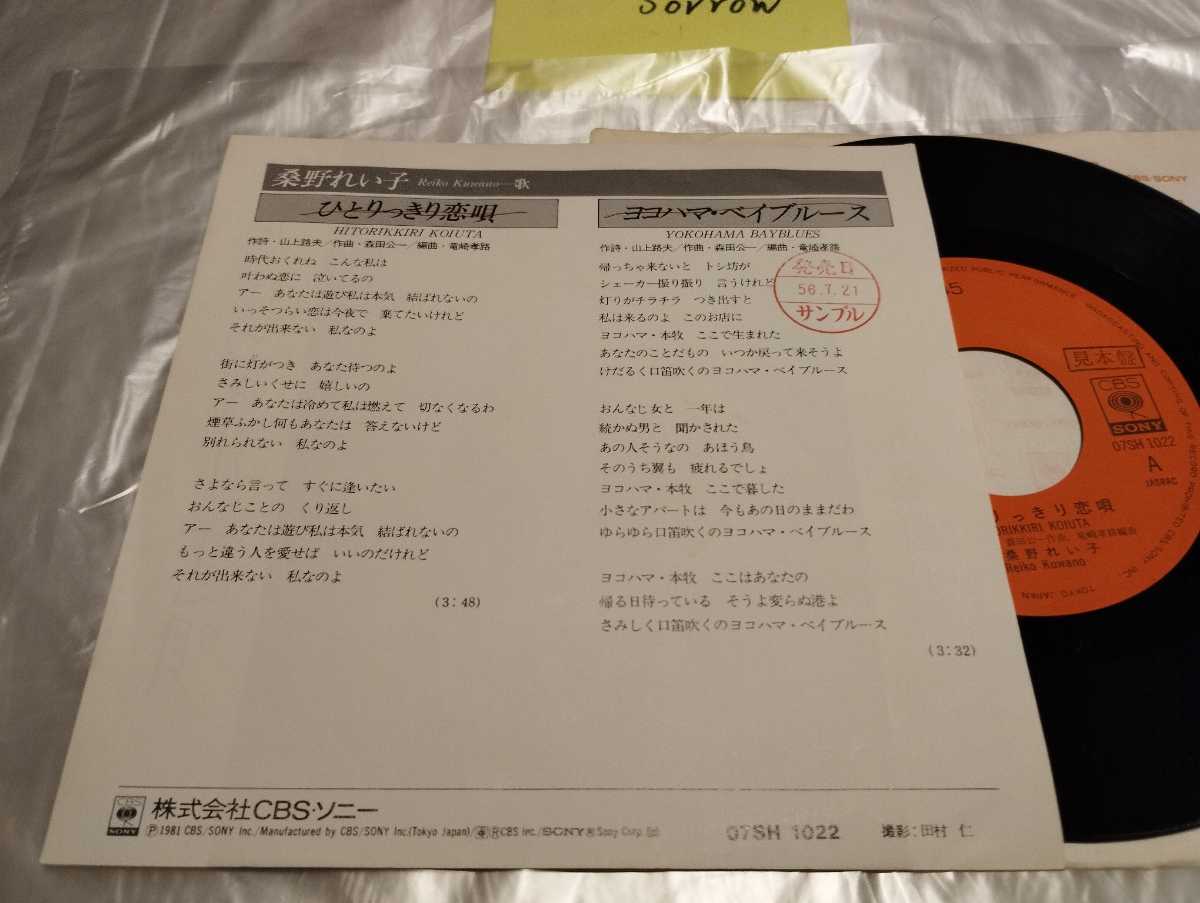 Sorrow
桑野れい子 Reiko Kuwano 歌
ひとりっきり恋唄
HITORIKKIRI KOIUTA
作詩・山上路夫/作曲・森田公一/編曲・竜崎孝路
時代おくれね こんな私は
叶わぬ恋に 泣いてるの
アー あなたは遊び私は本気 結ばれないの
いっそつらい恋は今夜で 棄てたいけれど
それが出来ない 私なのよ
街に灯がつき あなた待つのよ
さみしいくせに 嬉しいの
アー あなたは冷めて私は燃えて 切なくなるわ
煙草ふかし何もあなたは 答えないけど
別れられない 私なのよ
さよなら言って すぐに逢いたい
おんなじことの くり返し
アー あなたは遊び私は本気 結ばれないの
もっと違う人を愛せば いいのだけれど
それが出来ない 私なのよ
(3:48)
ヨコハマ・ベイブルース
YOKOHAMA BAYBLUES
作詩・山上路夫/作曲・森田公一/編曲・竜崎孝路
帰っちゃ来ないと トシ坊が
シェーカー振り振り 言うけれど
灯りがチラチラ つき出すと
私は来るのよ このお店に
ヨコハマ・本牧 ここで生まれた
あなたのことだもの いつか戻って来そうよ
けだるく口笛吹くのヨコハマ・ベイブルース
おんなじ女と 一年は
続かぬ男と 聞かされた
あの人そうなの あほう鳥
そのうち翼も 疲れるでしょ
ヨコハマ・本牧 ここで暮した
小さなアパートは 今もあの日のままだわ
ゆらゆら口笛吹くのヨコハマ・ベイブルース
ヨコハマ・本牧 ここはあなたの
帰る日待っている そうよ変らぬ港よ
さみしく口笛吹くのヨコハマ・ベイブルース
(3:32)
発売日
56.7.21
サンプル
SONY
株式会社CBS・ソニー
Ⓟ1981 CBS/SONY Inc./Manufactured by CBS/SONY Inc.(Tokyo Japan)/ CBS Inc./SONY ® Sony Corp.
07SH 1022
撮影:田村 仁
見本盤
CBS
SONY
07SH 1022
A
JASRAC
っきり恋唄
ORIKKIRI KOIUTA
森田公一作曲、竜崎孝路編曲
桑野れい子
Reiko Kuwano